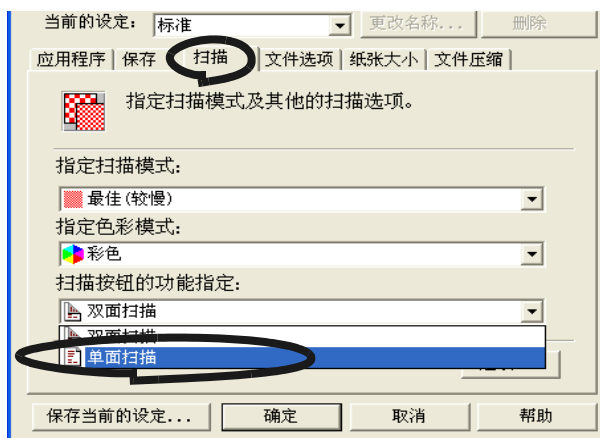 当前的设定: 标准 更改名称... 删除
应用程序 保存 扫描 文件选项 纸张大小 文件压缩
指定扫描模式及其他的扫描选项。
指定扫描模式:
最佳(较慢)
指定色彩模式:
彩色
扫描按钮的功能指定:
双面扫描
双面扫描
单面扫描
保存当前的设定... 确定 取消 帮助